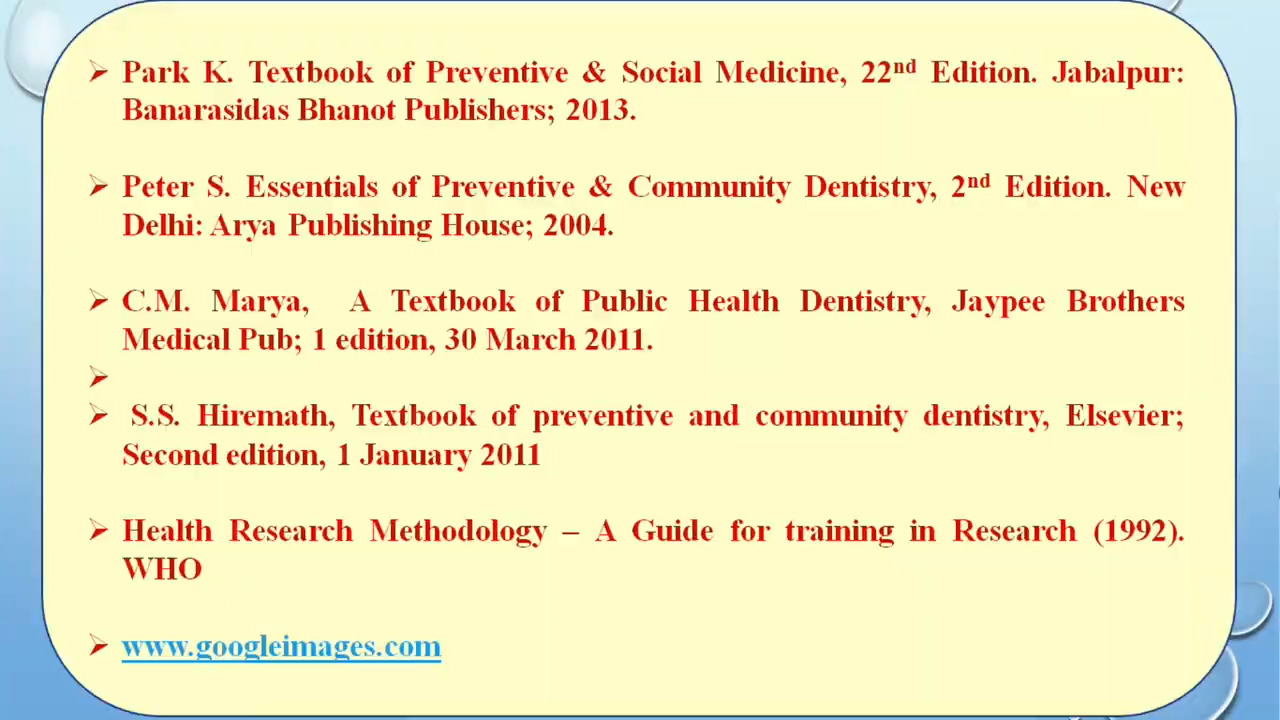 ➢ Park K. Textbook of Preventive & Social Medicine, 22nd Edition. Jabalpur:
Banarasidas Bhanot Publishers; 2013.
➢ Peter S. Essentials of Preventive & Community Dentistry, 2nd Edition. New
Delhi: Arya Publishing House; 2004.
➢ C.M. Marya, A Textbook of Public Health Dentistry, Jaypee Brothers
Medical Pub; 1 edition, 30 March 2011.
➢
➢ S.S. Hiremath, Textbook of preventive and community dentistry, Elsevier;
Second edition, 1 January 2011
➢ Health Research Methodology – A Guide for training in Research (1992).
WHO
➢ www.googleimages.com